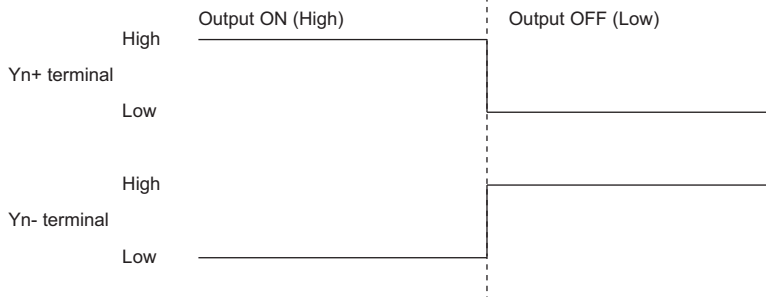 Output ON (High)
Output OFF (Low)
High
Yn+ terminal
Low
High
Yn- terminal
Low